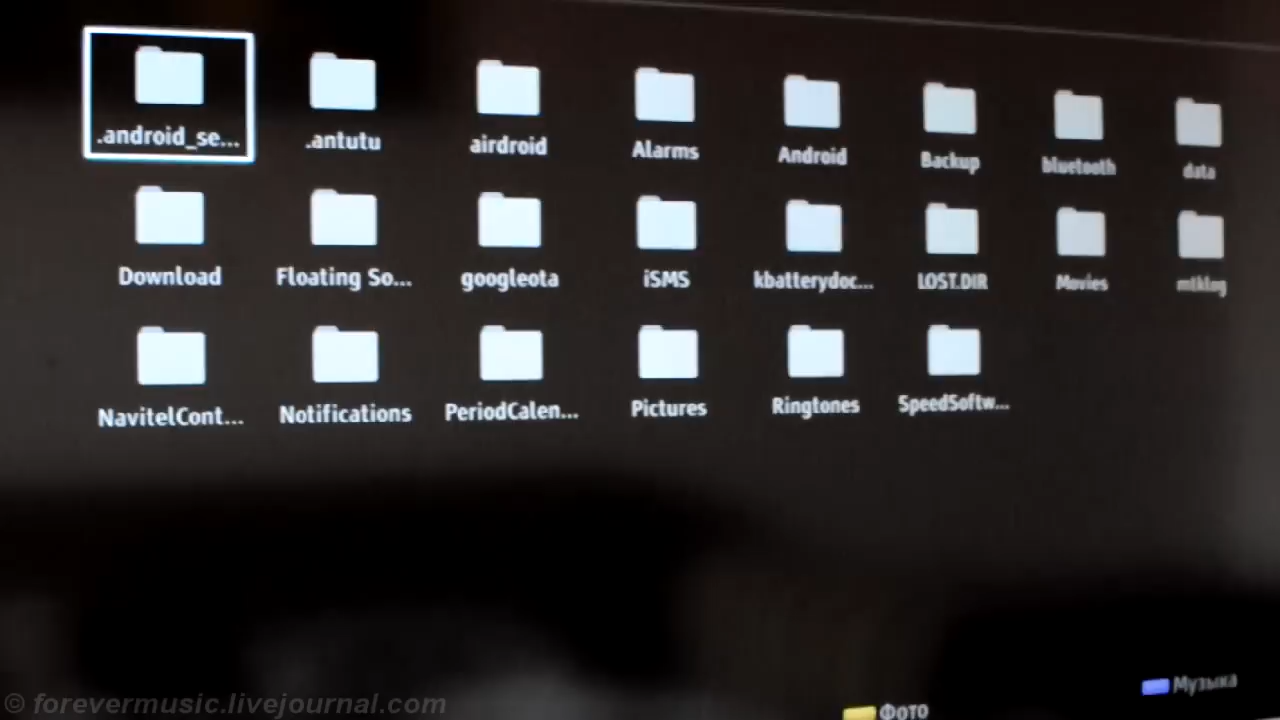 .android_se... .antutu airdroid Alarms Android Backup bluetooth data
Download Floating So... googleota iSMS kbatterydoc... LOST.DIR Movies mtklog
NavitelCont... Notifications PeriodCalen... Pictures Ringtones SpeedSoftw...
Фото Музыка
© forevermusic.livejournal.com